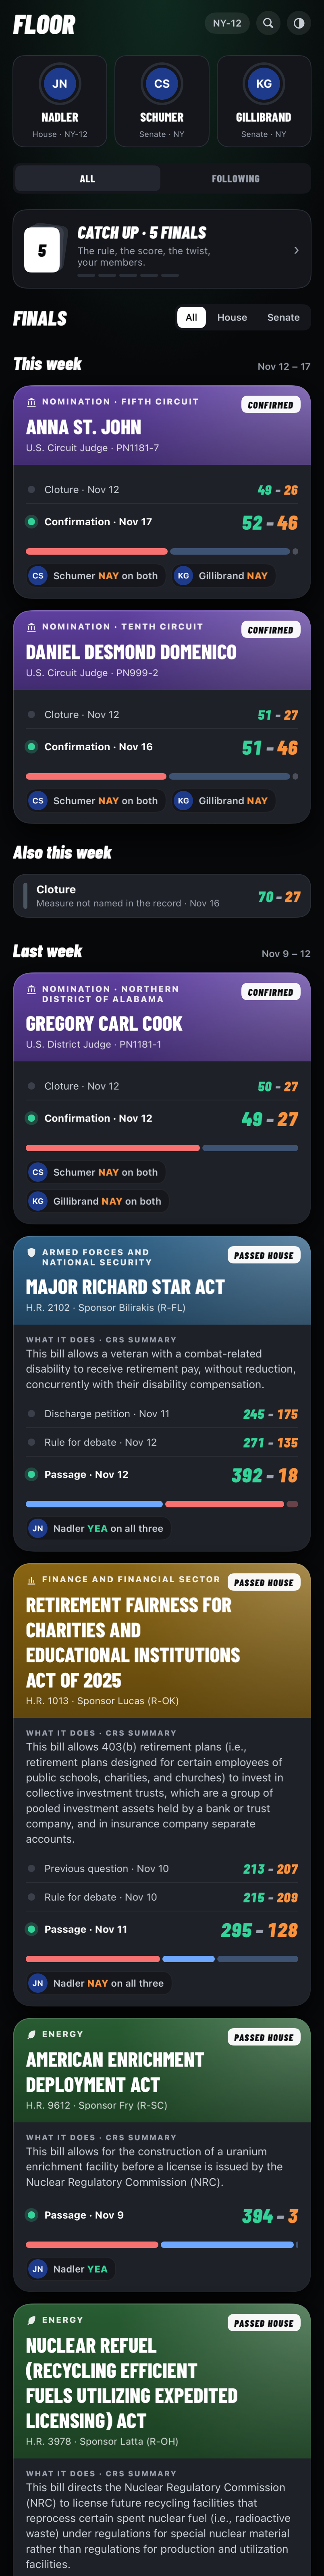 FLOOR
NY-12
JN
CS
KG
NADLER
SCHUMER
GILLIBRAND
House · NY-12
Senate · NY
Senate · NY
ALL
FOLLOWING
5
CATCH UP · 5 FINALS
The rule, the score, the twist,
your members.
FINALS
All
House
Senate
This week
Nov 12 – 17
NOMINATION · FIFTH CIRCUIT
CONFIRMED
ANNA ST. JOHN
U.S. Circuit Judge · PN1181-7
Cloture · Nov 12
49 - 26
Confirmation · Nov 17
52 - 46
CS
Schumer NAY on both
KG
Gillibrand NAY
NOMINATION · TENTH CIRCUIT
CONFIRMED
DANIEL DESMOND DOMENICO
U.S. Circuit Judge · PN999-2
Cloture · Nov 12
51 - 27
Confirmation · Nov 16
51 - 46
CS
Schumer NAY on both
KG
Gillibrand NAY
Also this week
Cloture
Measure not named in the record · Nov 16
70 - 27
Last week
Nov 9 – 12
NOMINATION · NORTHERN
DISTRICT OF ALABAMA
CONFIRMED
GREGORY CARL COOK
U.S. District Judge · PN1181-1
Cloture · Nov 12
50 - 27
Confirmation · Nov 12
49 - 27
CS
Schumer NAY on both
KG
Gillibrand NAY on both
ARMED FORCES AND
NATIONAL SECURITY
PASSED HOUSE
MAJOR RICHARD STAR ACT
H.R. 2102 · Sponsor Bilirakis (R-FL)
WHAT IT DOES · CRS SUMMARY
This bill allows a veteran with a combat-related
disability to receive retirement pay, without reduction,
concurrently with their disability compensation.
Discharge petition · Nov 11
245 - 175
Rule for debate · Nov 12
271 - 135
Passage · Nov 12
392 - 18
JN
Nadler YEA on all three
FINANCE AND FINANCIAL SECTOR
PASSED HOUSE
RETIREMENT FAIRNESS FOR
CHARITIES AND
EDUCATIONAL INSTITUTIONS
ACT OF 2025
H.R. 1013 · Sponsor Lucas (R-OK)
WHAT IT DOES · CRS SUMMARY
This bill allows 403(b) retirement plans (i.e.,
retirement plans designed for certain employees of
public schools, charities, and churches) to invest in
collective investment trusts, which are a group of
pooled investment assets held by a bank or trust
company, and in insurance company separate
accounts.
Previous question · Nov 10
213 - 207
Rule for debate · Nov 10
215 - 209
Passage · Nov 11
295 - 128
JN
Nadler NAY on all three
ENERGY
PASSED HOUSE
AMERICAN ENRICHMENT
DEPLOYMENT ACT
H.R. 9612 · Sponsor Fry (R-SC)
WHAT IT DOES · CRS SUMMARY
This bill allows for the construction of a uranium
enrichment facility before a license is issued by the
Nuclear Regulatory Commission (NRC).
Passage · Nov 9
394 - 3
JN
Nadler YEA
ENERGY
PASSED HOUSE
NUCLEAR REFUEL
(RECYCLING EFFICIENT
FUELS UTILIZING EXPEDITED
LICENSING) ACT
H.R. 3978 · Sponsor Latta (R-OH)
WHAT IT DOES · CRS SUMMARY
This bill directs the Nuclear Regulatory Commission
(NRC) to license future recycling facilities that
reprocess certain spent nuclear fuel (i.e., radioactive
waste) under regulations for special nuclear material
rather than regulations for production and utilization
facilities.